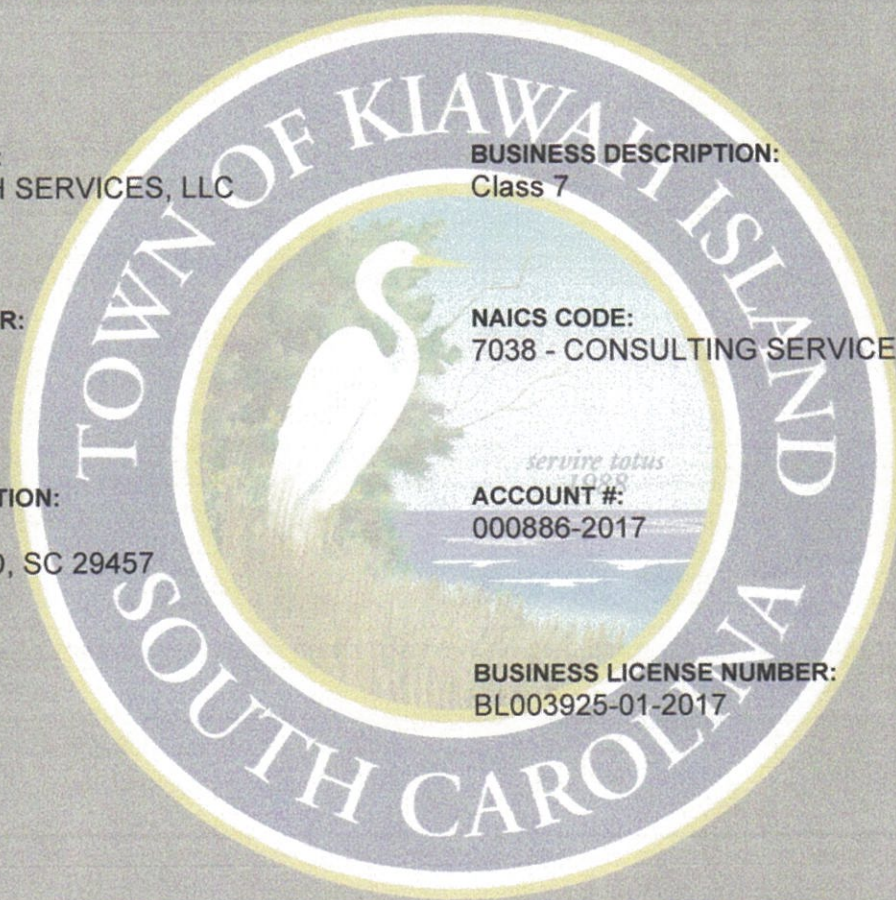 TOWN OF KIAWAH ISLAND
SERVICES, LLC
BUSINESS DESCRIPTION:
Class 7
R:
NAICS CODE:
7038 - CONSULTING SERVICE
servire totus
1988
TION:
, SC 29457
ACCOUNT #:
000886-2017
BUSINESS LICENSE NUMBER:
BL003925-01-2017
SOUTH CAROLINA